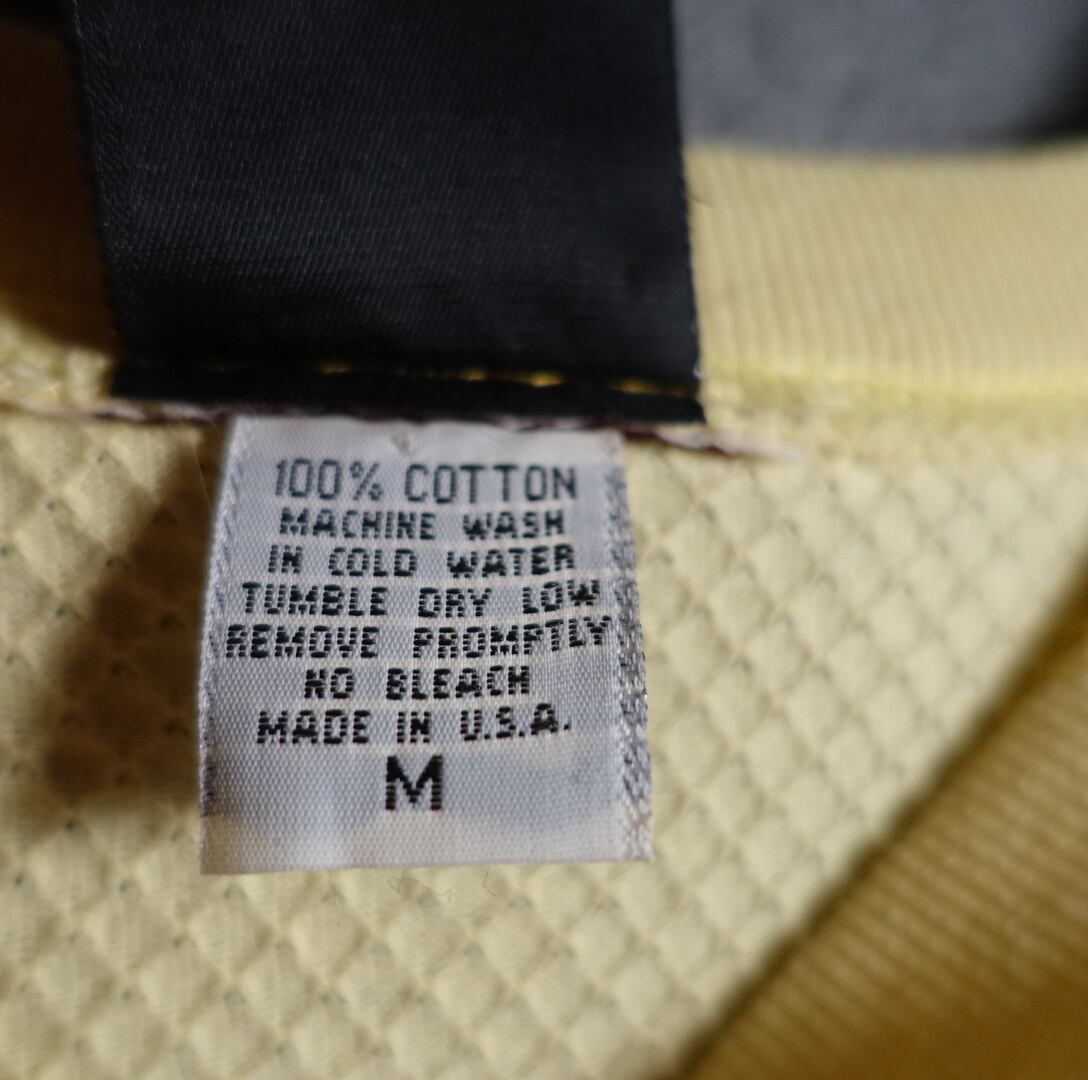 100% COTTON
MACHINE WASH
IN COLD WATER
TUMBLE DRY LOW
REMOVE PROMPTLY
NO BLEACH
MADE IN U.S.A.
M